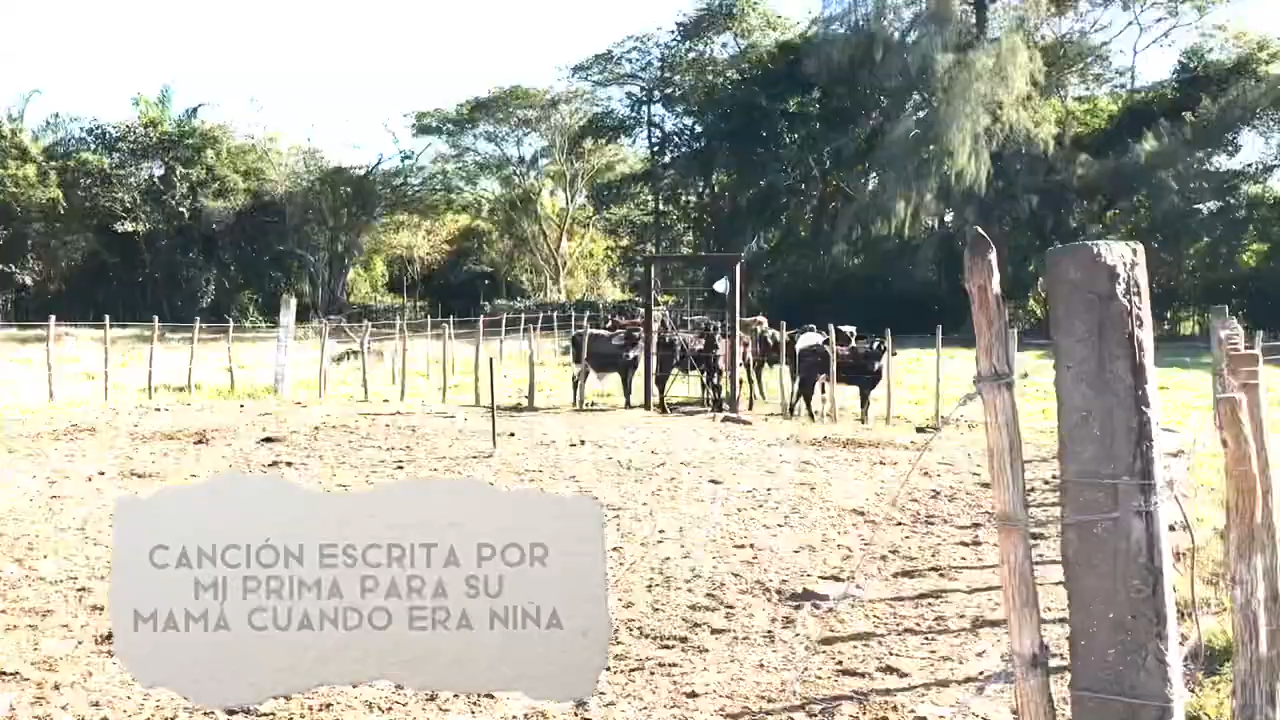 CANCIÓN ESCRITA POR
MI PRIMA PARA SU
MAMÁ CUANDO ERA NIÑA